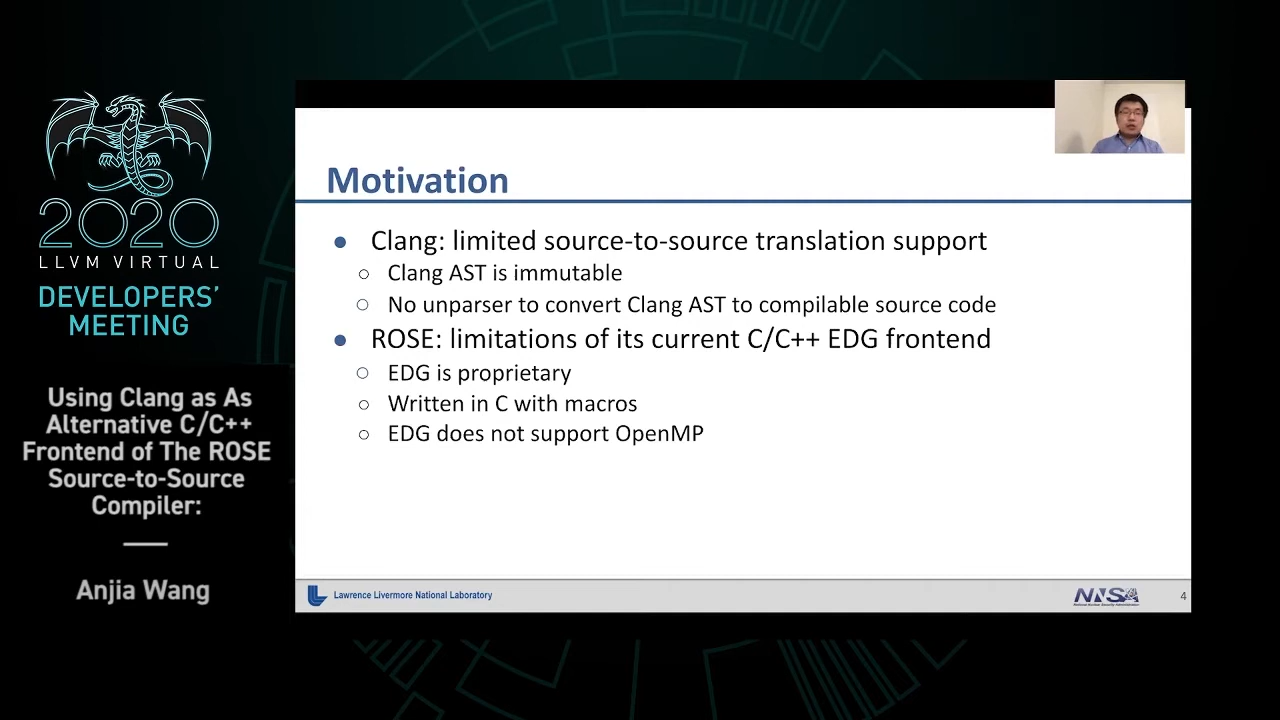 2020
LLVM VIRTUAL
DEVELOPERS’
MEETING
Using Clang as As
Alternative C/C++
Frontend of The ROSE
Source-to-Source
Compiler:
Anjia Wang
Motivation
● Clang: limited source-to-source translation support
○ Clang AST is immutable
○ No unparser to convert Clang AST to compilable source code
● ROSE: limitations of its current C/C++ EDG frontend
○ EDG is proprietary
○ Written in C with macros
○ EDG does not support OpenMP
Lawrence Livermore National Laboratory
NNSA
National Nuclear Security Administration
4